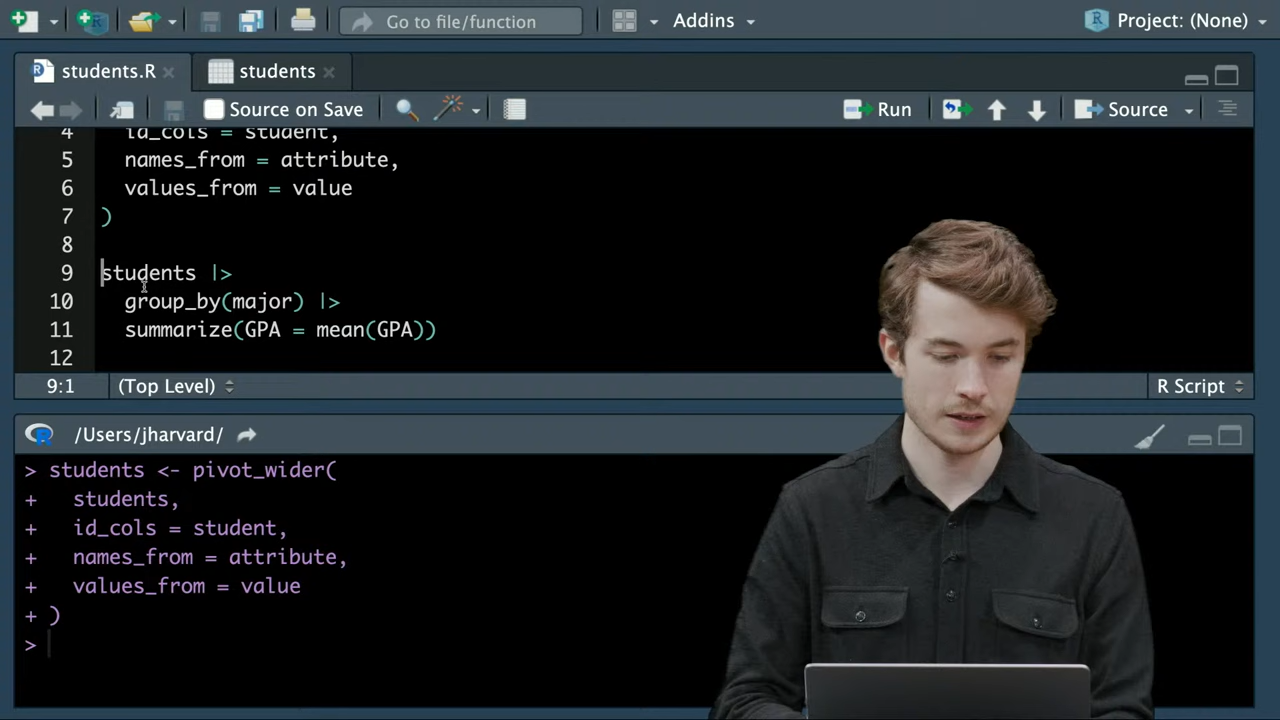 Go to file/function
Addins
Project: (None)
students.R
students
Source on Save
Run
Source
4 id_cols = student,
5 names_from = attribute,
6 values_from = value
7 )
8
9 students |>
10 group_by(major) |>
11 summarize(GPA = mean(GPA))
12
9:1 (Top Level) R Script
R /Users/jharvard/
> students <- pivot_wider(
+ students,
+ id_cols = student,
+ names_from = attribute,
+ values_from = value
+ )
>